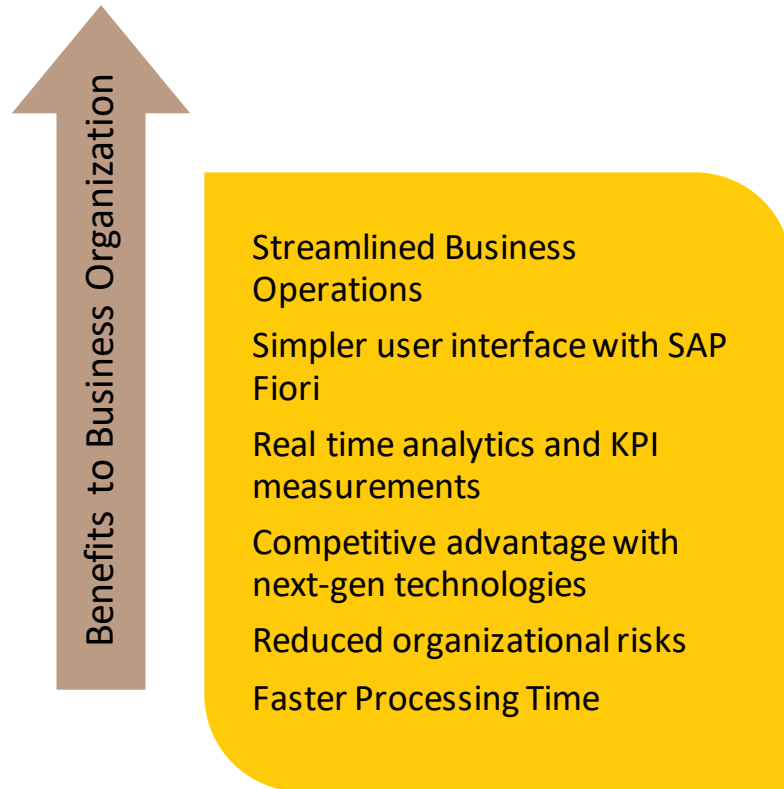 Benefits to Business Organization
Streamlined Business
Operations
Simpler user interface with SAP
Fiori
Real time analytics and KPI
measurements
Competitive advantage with
next-gen technologies
Reduced organizational risks
Faster Processing Time